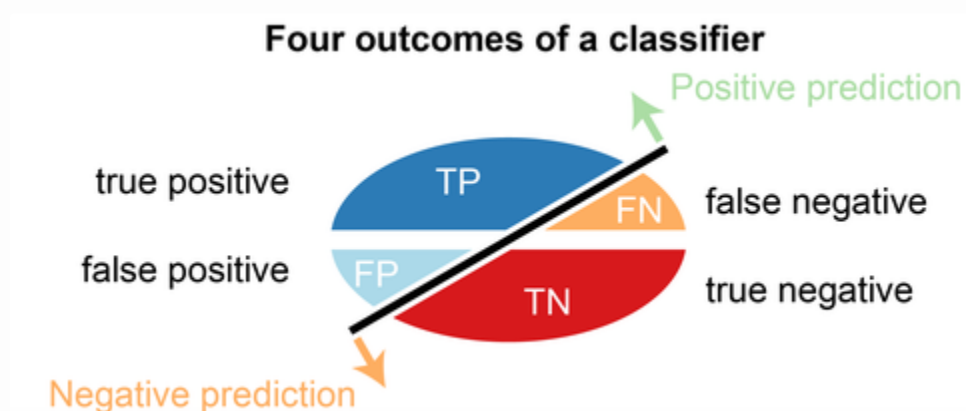 Four outcomes of a classifier
Positive prediction
true positive
TP
FN
false negative
false positive
FP
TN
true negative
Negative prediction